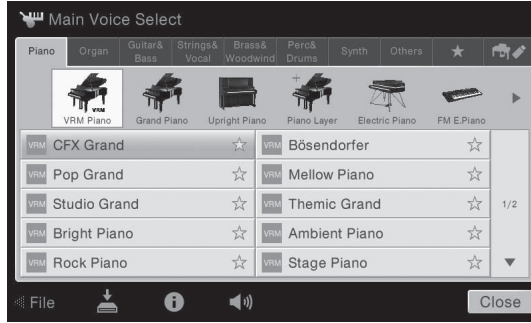 Main Voice Select
Piano Organ Guitar& Bass Strings& Vocal Brass& Woodwind Perc& Drums Synth Others
VRM
VRM Piano Grand Piano Upright Piano Piano Layer Electric Piano FM E.Piano
VRM CFX Grand VRM Bösendorfer
VRM Pop Grand VRM Mellow Piano
VRM Studio Grand VRM Themic Grand 1/2
VRM Bright Piano VRM Ambient Piano
VRM Rock Piano VRM Stage Piano
File Close